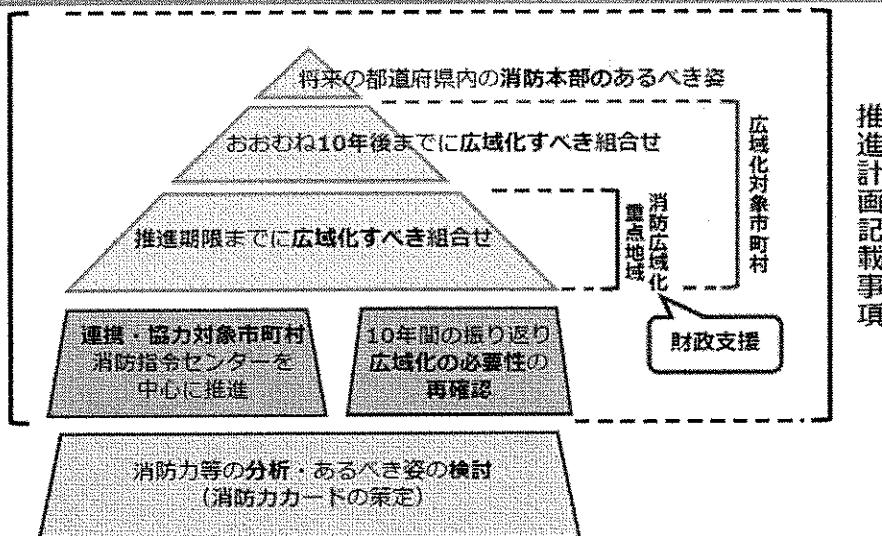 将来の都道府県内の消防本部のあるべき姿
おおむね10年後までに広域化すべき組合せ
推進期限までに広域化すべき組合せ
消防広域化
重点地域
広域化対象市町村
推進計画記載事項
財政支援
連携・協力対象市町村
消防指令センターを
中心に推進
10年間の振り返り
広域化の必要性の
再確認
消防力等の分析・あるべき姿の検討
（消防力カードの策定）